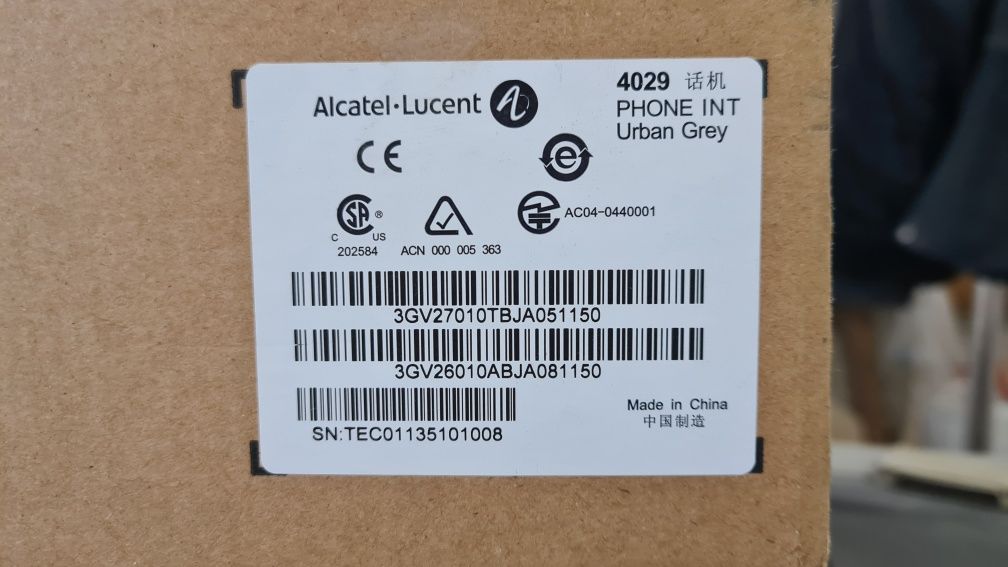 Alcatel·Lucent
4029 话机
PHONE INT
Urban Grey
CE
e
SA ®
C US
202584
ACN 000 005 363
AC04-0440001
3GV27010TBJA051150
3GV26010ABJA081150
SN:TEC01135101008
Made in China
中国制造